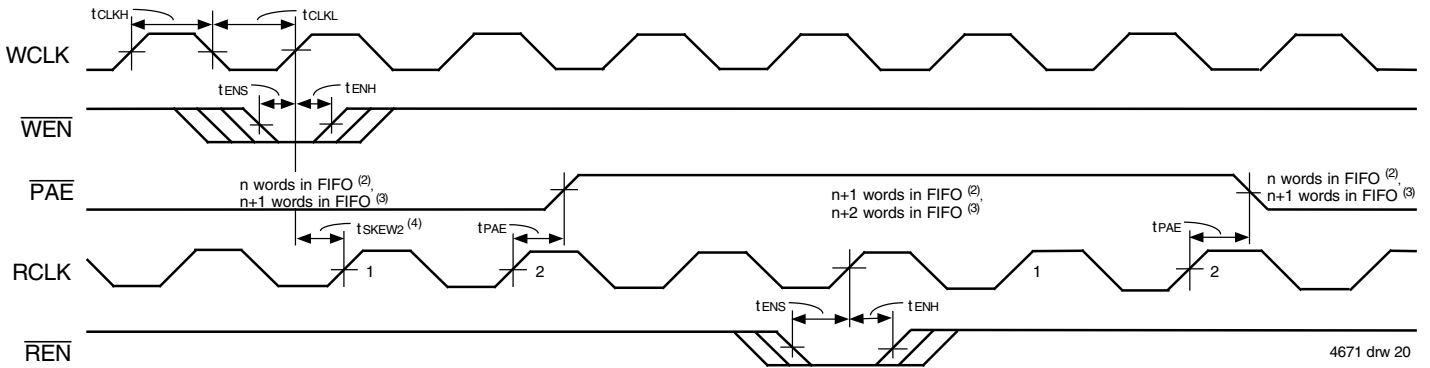 tCLKH
tCLKL
WCLK
tENS
tENH
WEN
PAE
n words in FIFO (2),
n+1 words in FIFO (3)
n+1 words in FIFO (2),
n+2 words in FIFO (3)
n words in FIFO (2),
n+1 words in FIFO (3)
tSKEW2 (4)
tPAE
tPAE
RCLK
1
2
1
2
tENS
tENH
REN
4671 drw 20